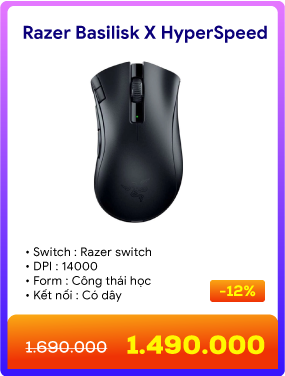 Razer Basilisk X HyperSpeed
• Switch : Razer switch
• DPI : 14000
• Form : Công thái học
• Kết nối : Có dây
-12%
1.690.000 1.490.000